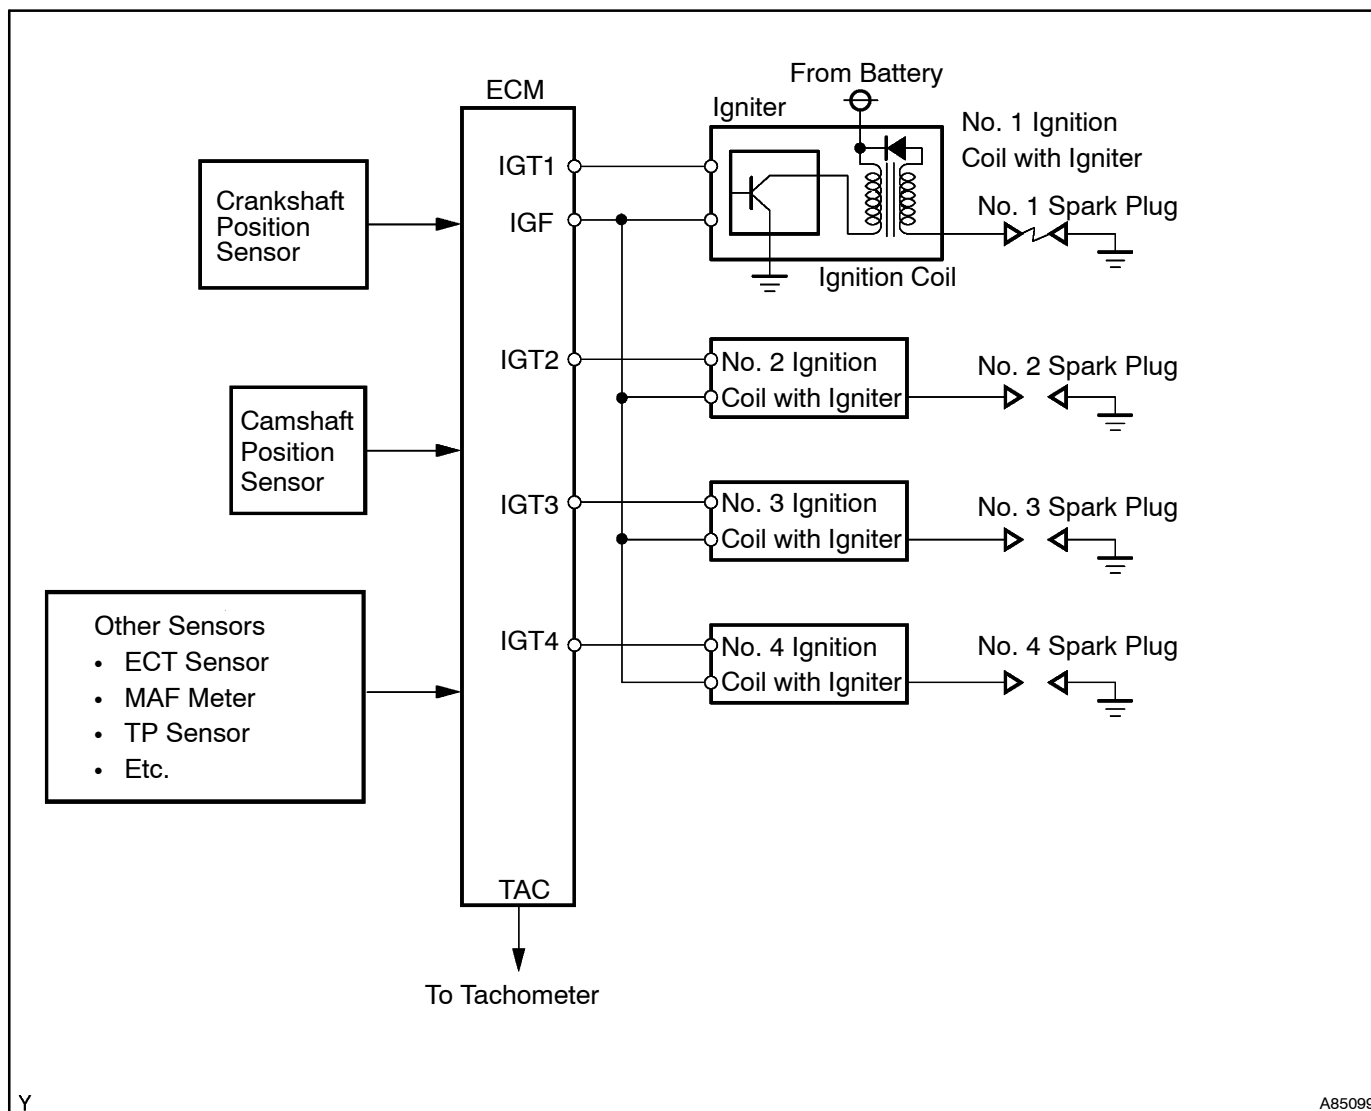 ECM
From Battery
Igniter
No. 1 Ignition
Coil with Igniter
IGT1
Crankshaft
Position
Sensor
IGF
No. 1 Spark Plug
Ignition Coil
IGT2
No. 2 Ignition
Coil with Igniter
No. 2 Spark Plug
Camshaft
Position
Sensor
IGT3
No. 3 Ignition
Coil with Igniter
No. 3 Spark Plug
Other Sensors
• ECT Sensor
• MAF Meter
• TP Sensor
• Etc.
IGT4
No. 4 Ignition
Coil with Igniter
No. 4 Spark Plug
TAC
To Tachometer
Y
A85099